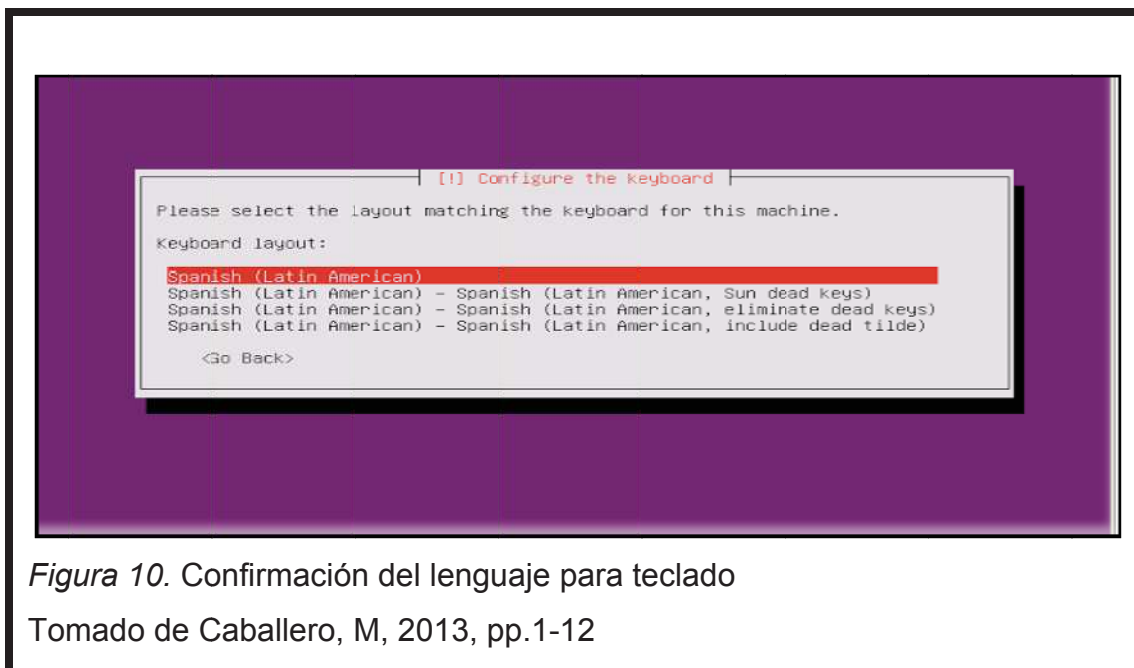 [!] Configure the keyboard
Please select the layout matching the keyboard for this machine.
Keyboard layout:
Spanish (Latin American)
Spanish (Latin American) - Spanish (Latin American, Sun dead keys)
Spanish (Latin American) - Spanish (Latin American, eliminate dead keys)
Spanish (Latin American) - Spanish (Latin American, include dead tilde)
<Go Back>
Figura 10. Confirmación del lenguaje para teclado
Tomado de Caballero, M, 2013, pp.1-12